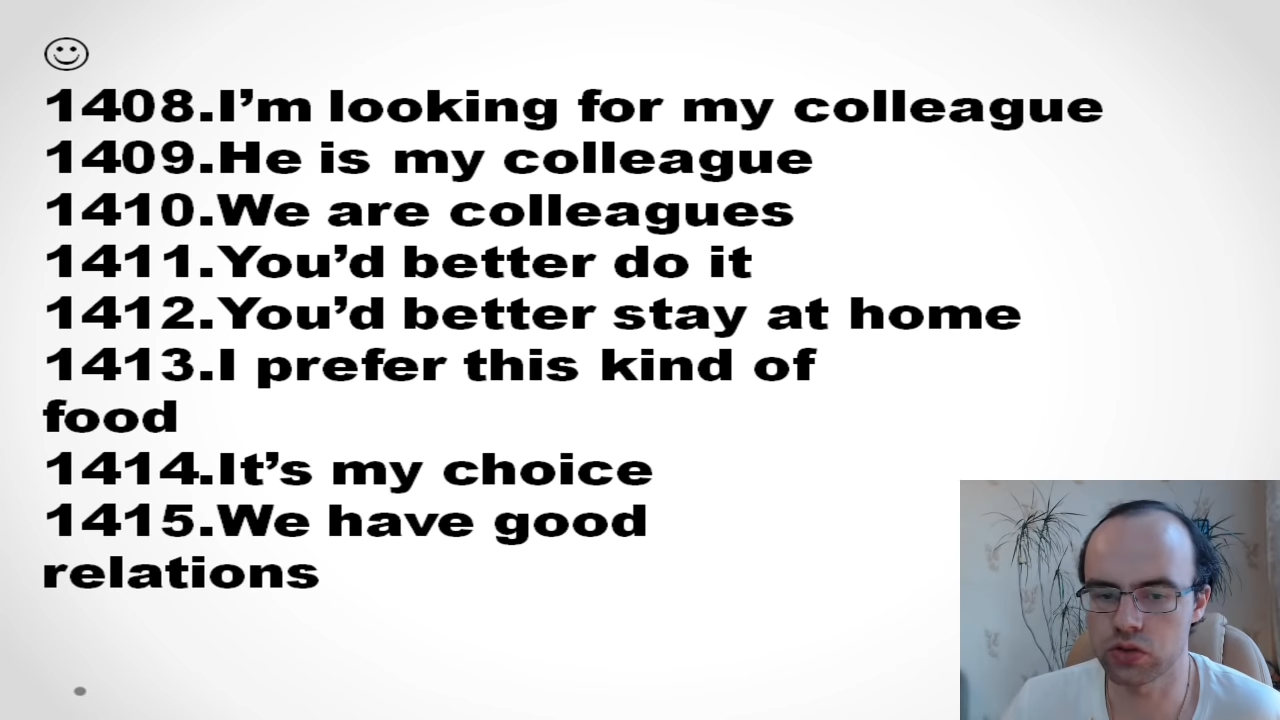 1408.I’m looking for my colleague
1409.He is my colleague
1410.We are colleagues
1411.You’d better do it
1412.You’d better stay at home
1413.I prefer this kind of
food
1414.It’s my choice
1415.We have good
relations